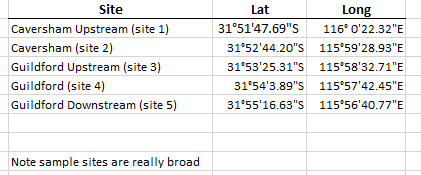 Site Lat Long
Caversham Upstream (site 1) 31°51'47.69"S 116° 0'22.32"E
Caversham (site 2) 31°52'44.20"S 115°59'28.93"E
Guildford Upstream (site 3) 31°53'25.31"S 115°58'32.71"E
Guildford (site 4) 31°54'3.89"S 115°57'42.45"E
Guildford Downstream (site 5) 31°55'16.63"S 115°56'40.77"E
Note sample sites are really broad